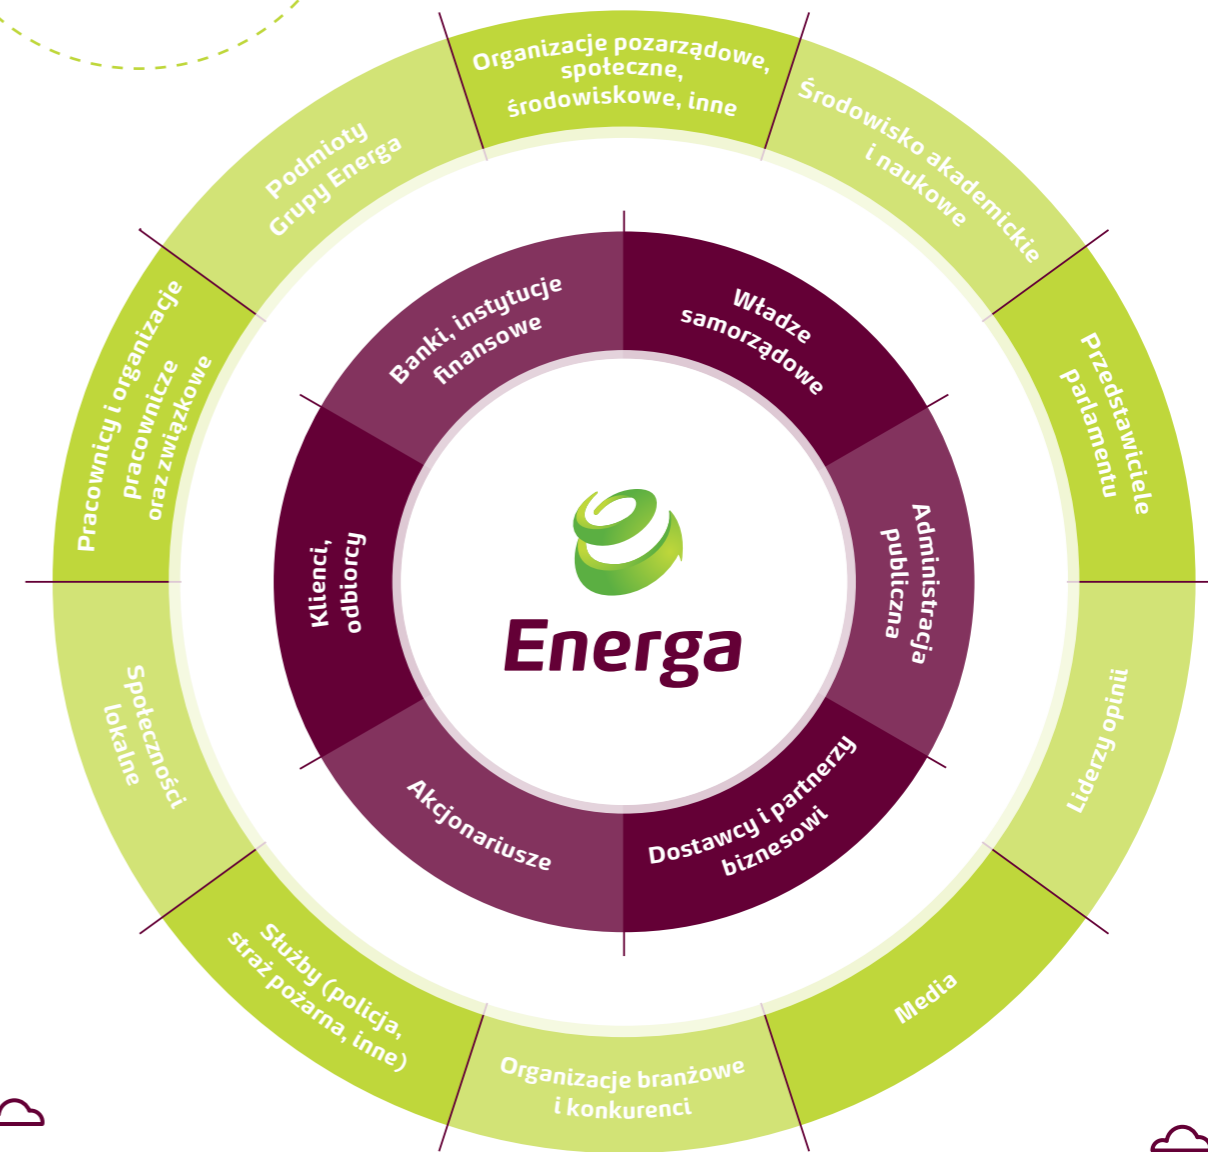 Organizacje pozarządowe,
społeczne,
środowiskowe, inne
Środowisko akademickie
i naukowe
Przedstawiciele
parlamentu
Liderzy opinii
Media
Organizacje branżowe
i konkurenci
Służby (policja,
straż pożarna, inne)
Społeczności
lokalne
Pracownicy i organizacje
pracownicze
oraz związkowe
Podmioty
Grupy Energa
Władze
samorządowe
Administracja
publiczna
Dostawcy i partnerzy
biznesowi
Akcjonariusze
Klienci,
odbiorcy
Banki, instytucje
finansowe
Energa